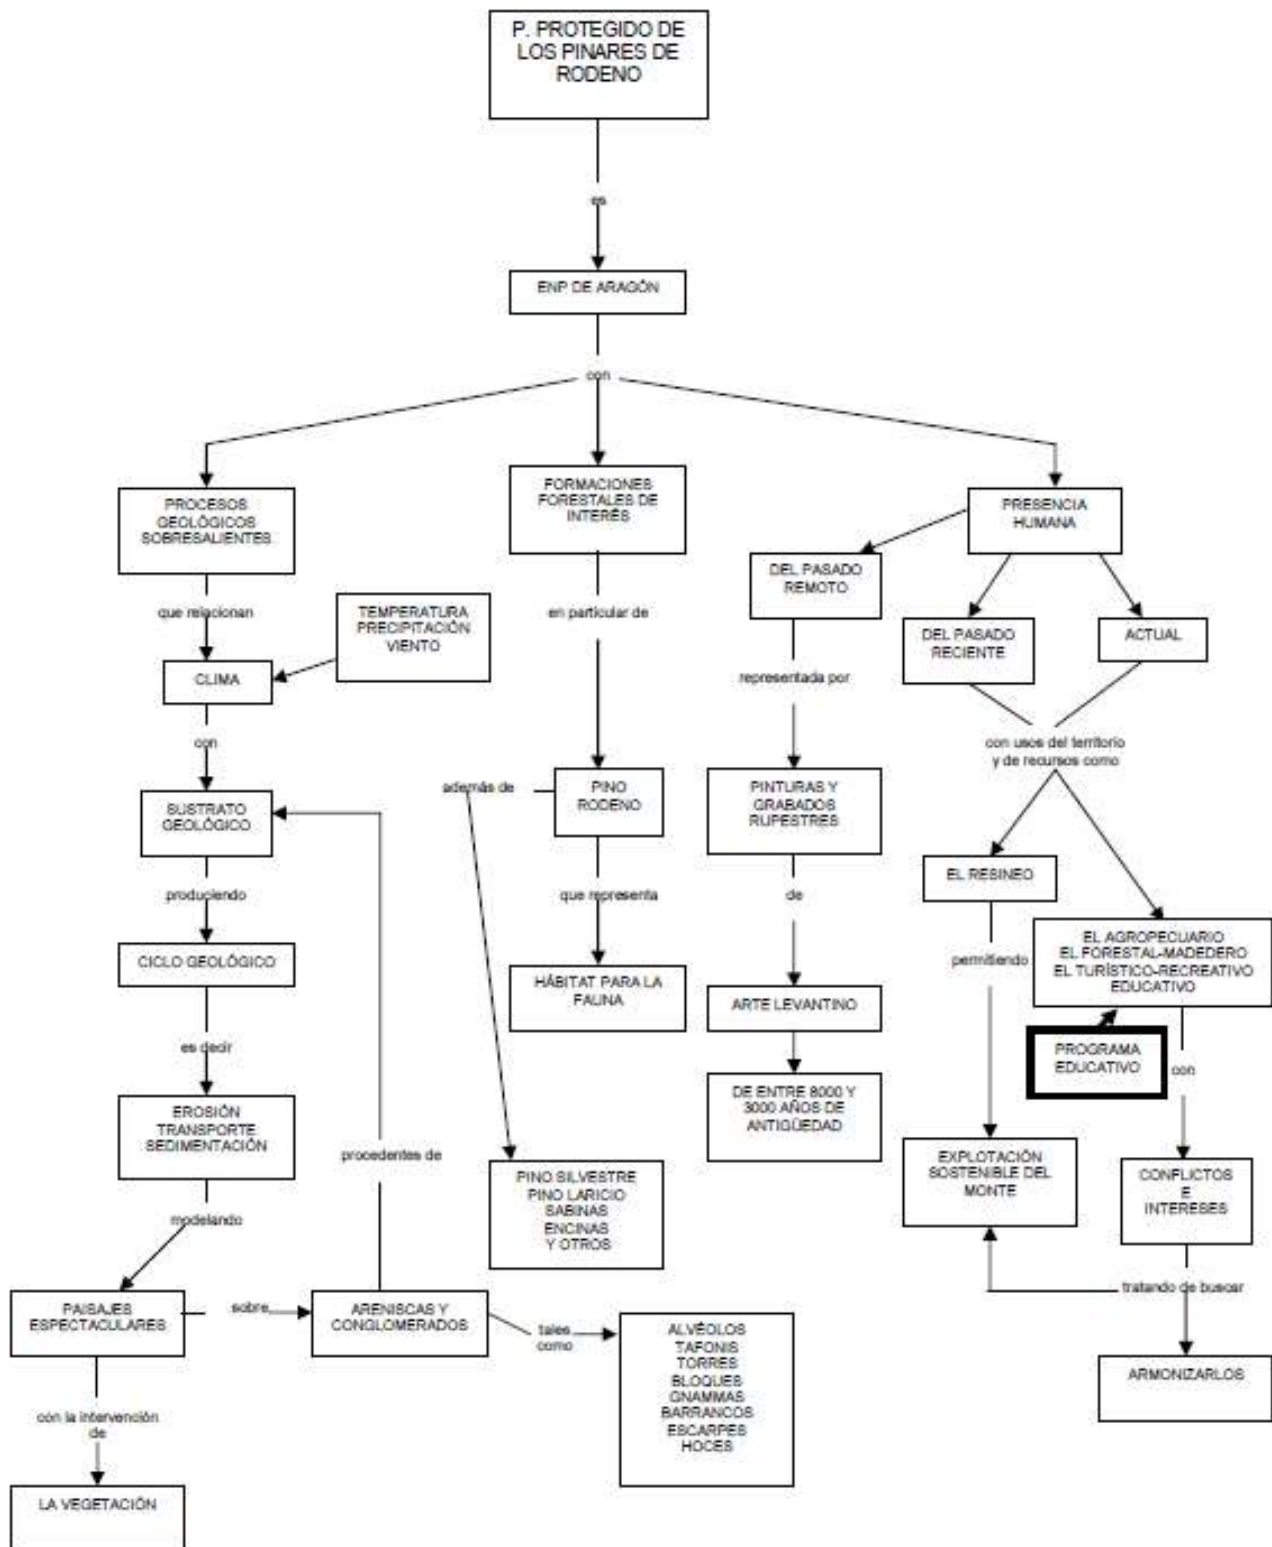 P. PROTEGIDO DE
LOS PINARES DE
RODENO
es
ENP DE ARAGÓN
con
PROCESOS
GEOLÓGICOS
SOBRESALIENTES
FORMACIONES
FORESTALES DE
INTERÉS
PRESENCIA
HUMANA
que relacionan
TEMPERATURA
PRECIPITACIÓN
VIENTO
en particular de
DEL PASADO
REMOTO
DEL PASADO
RECIENTE
ACTUAL
CLIMA
representada por
con
con usos del territorio
y de recursos como
SUSTRATO
GEOLÓGICO
además de
PINO
RODENO
PINTURAS Y
GRABADOS
RUPESTRES
EL RESINEO
produciendo
que representa
de
CICLO GEOLÓGICO
HÁBITAT PARA LA
FAUNA
ARTE LEVANTINO
permitiendo
EL AGROPECUARIO
EL FORESTAL-MADEDERO
EL TURÍSTICO-RECREATIVO
EDUCATIVO
es decir
PROGRAMA
EDUCATIVO
con
EROSIÓN
TRANSPORTE
SEDIMENTACIÓN
DE ENTRE 8000 Y
3000 AÑOS DE
ANTIGÜEDAD
procedentes de
PINO SILVESTRE
PINO LARICIO
SABINAS
ENCINAS
Y OTROS
EXPLOTACIÓN
SOSTENIBLE DEL
MONTE
CONFLICTOS
E
INTERESES
modelando
tratando de buscar
PAISAJES
ESPECTACULARES
sobre
ARENISCAS Y
CONGLOMERADOS
tales
como
ALVÉOLOS
TAFONIS
TORRES
BLOQUES
GNAMMAS
BARRANCOS
ESCARPES
HOCES
ARMONIZARLOS
con la intervención
de
LA VEGETACIÓN